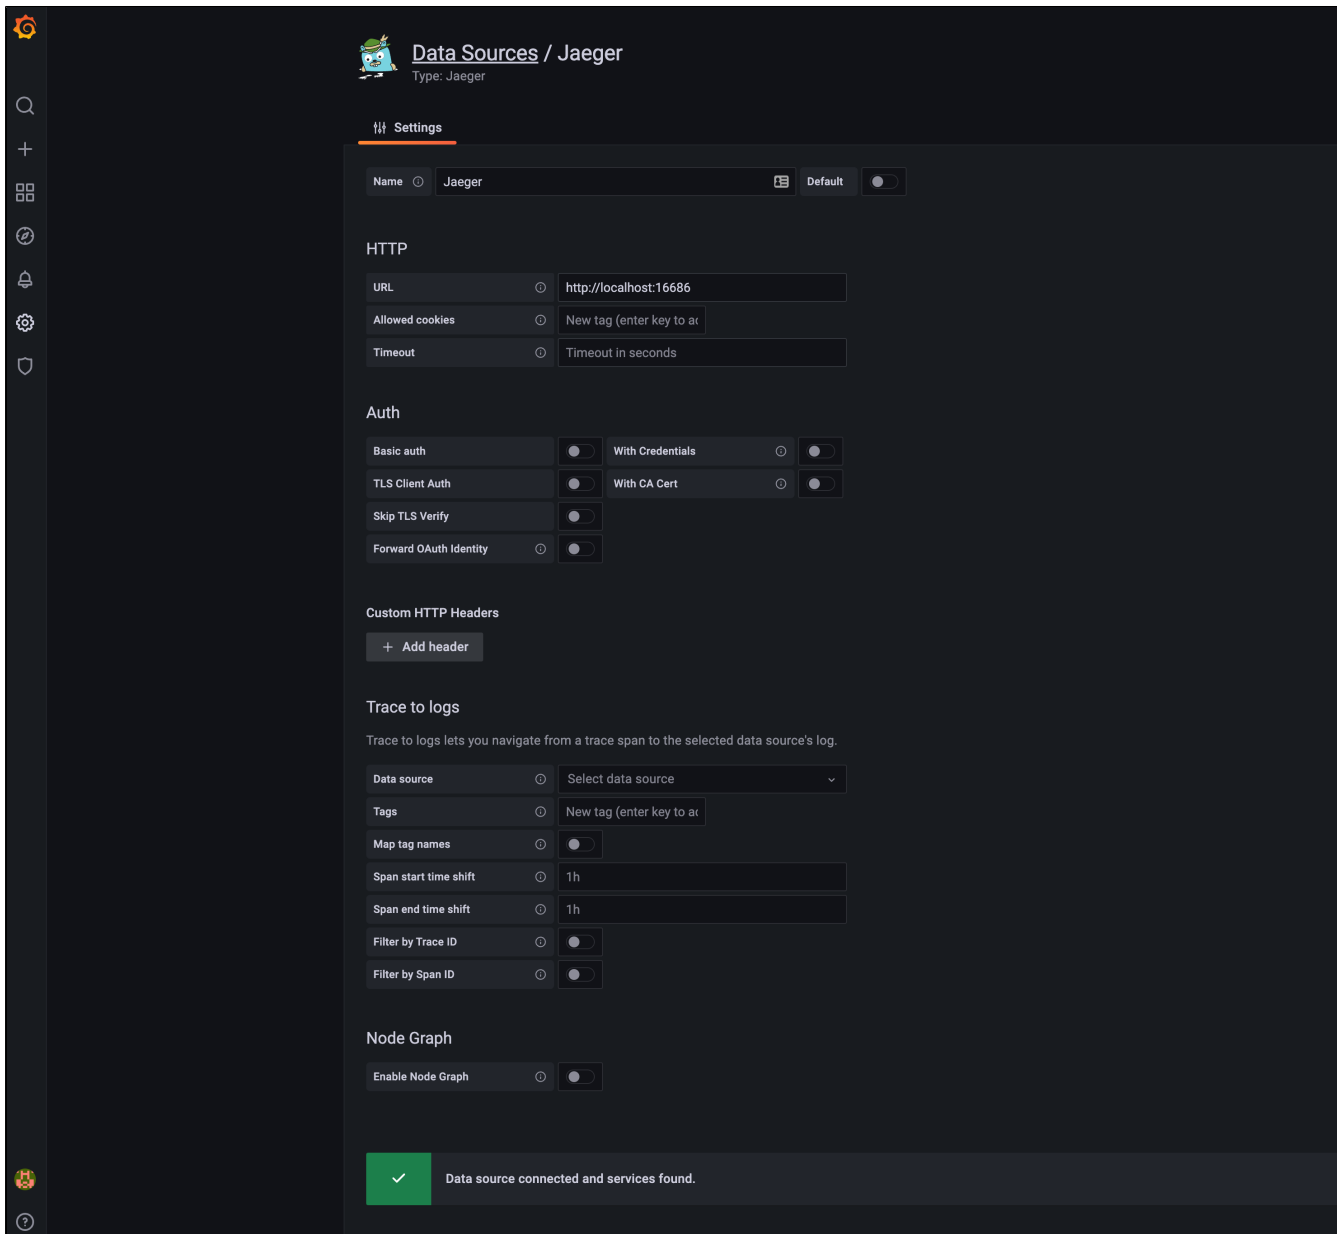 Data Sources / Jaeger
Type: Jaeger
Settings
Name Jaeger Default
HTTP
URL http://localhost:16686
Allowed cookies New tag (enter key to ac
Timeout Timeout in seconds
Auth
Basic auth With Credentials
TLS Client Auth With CA Cert
Skip TLS Verify
Forward OAuth Identity
Custom HTTP Headers
+ Add header
Trace to logs
Trace to logs lets you navigate from a trace span to the selected data source's log.
Data source Select data source
Tags New tag (enter key to ac
Map tag names
Span start time shift 1h
Span end time shift 1h
Filter by Trace ID
Filter by Span ID
Node Graph
Enable Node Graph
Data source connected and services found.